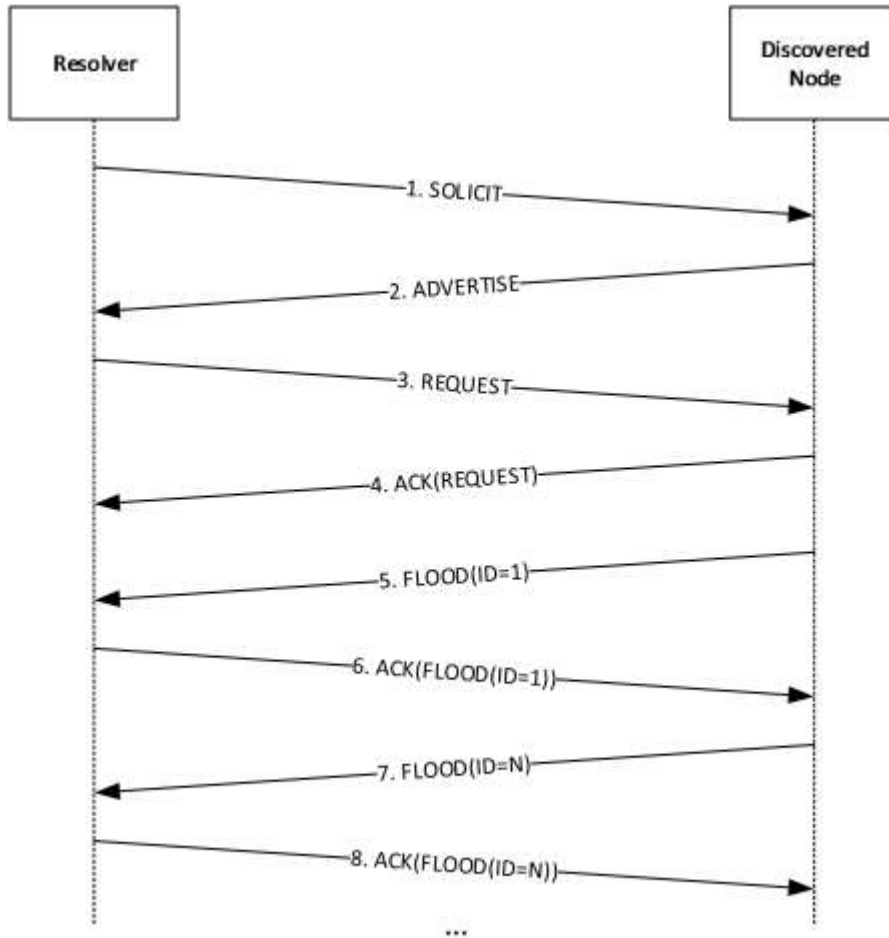 Resolver
Discovered
Node
1. SOLICIT
2. ADVERTISE
3. REQUEST
4. ACK(REQUEST)
5. FLOOD(ID=1)
6. ACK(FLOOD(ID=1))
7. FLOOD(ID=N)
8. ACK(FLOOD(ID=N))
...